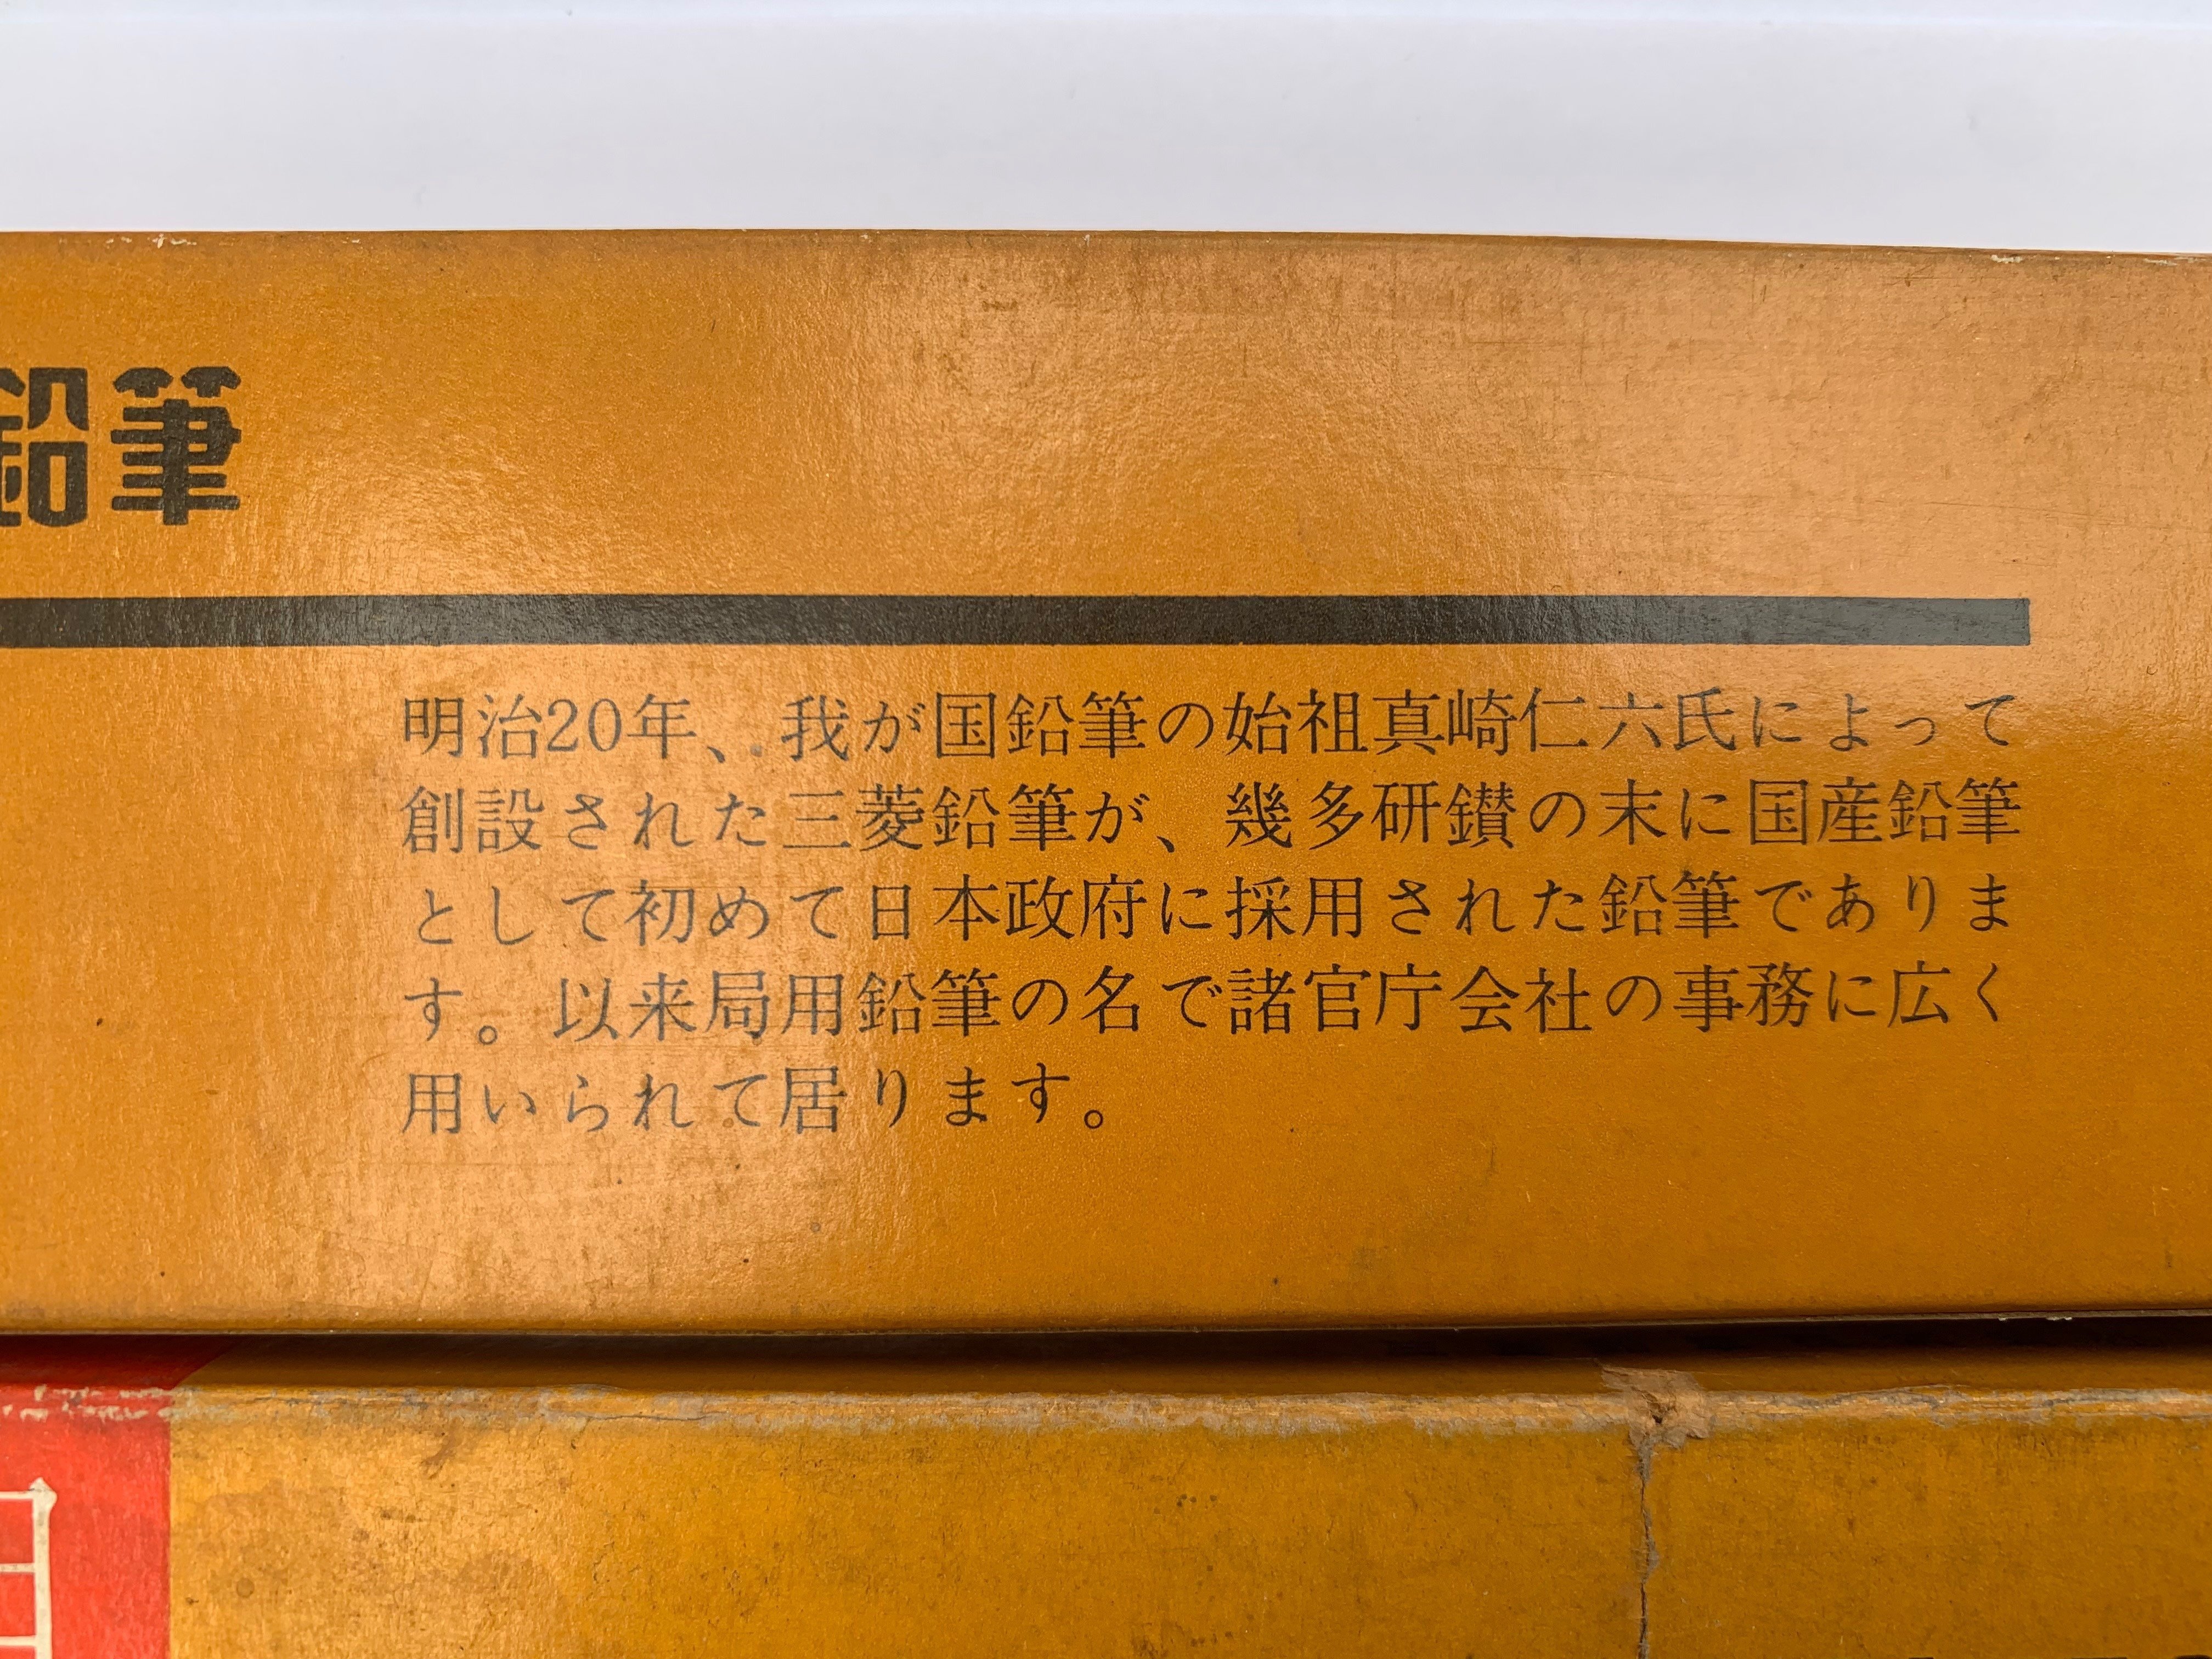 鉛筆
明治20年、我が国鉛筆の始祖真崎仁六氏によって
創設された三菱鉛筆が、幾多研鑚の末に国産鉛筆
として初めて日本政府に採用された鉛筆でありま
す。以来局用鉛筆の名で諸官庁会社の事務に広く
用いられて居ります。